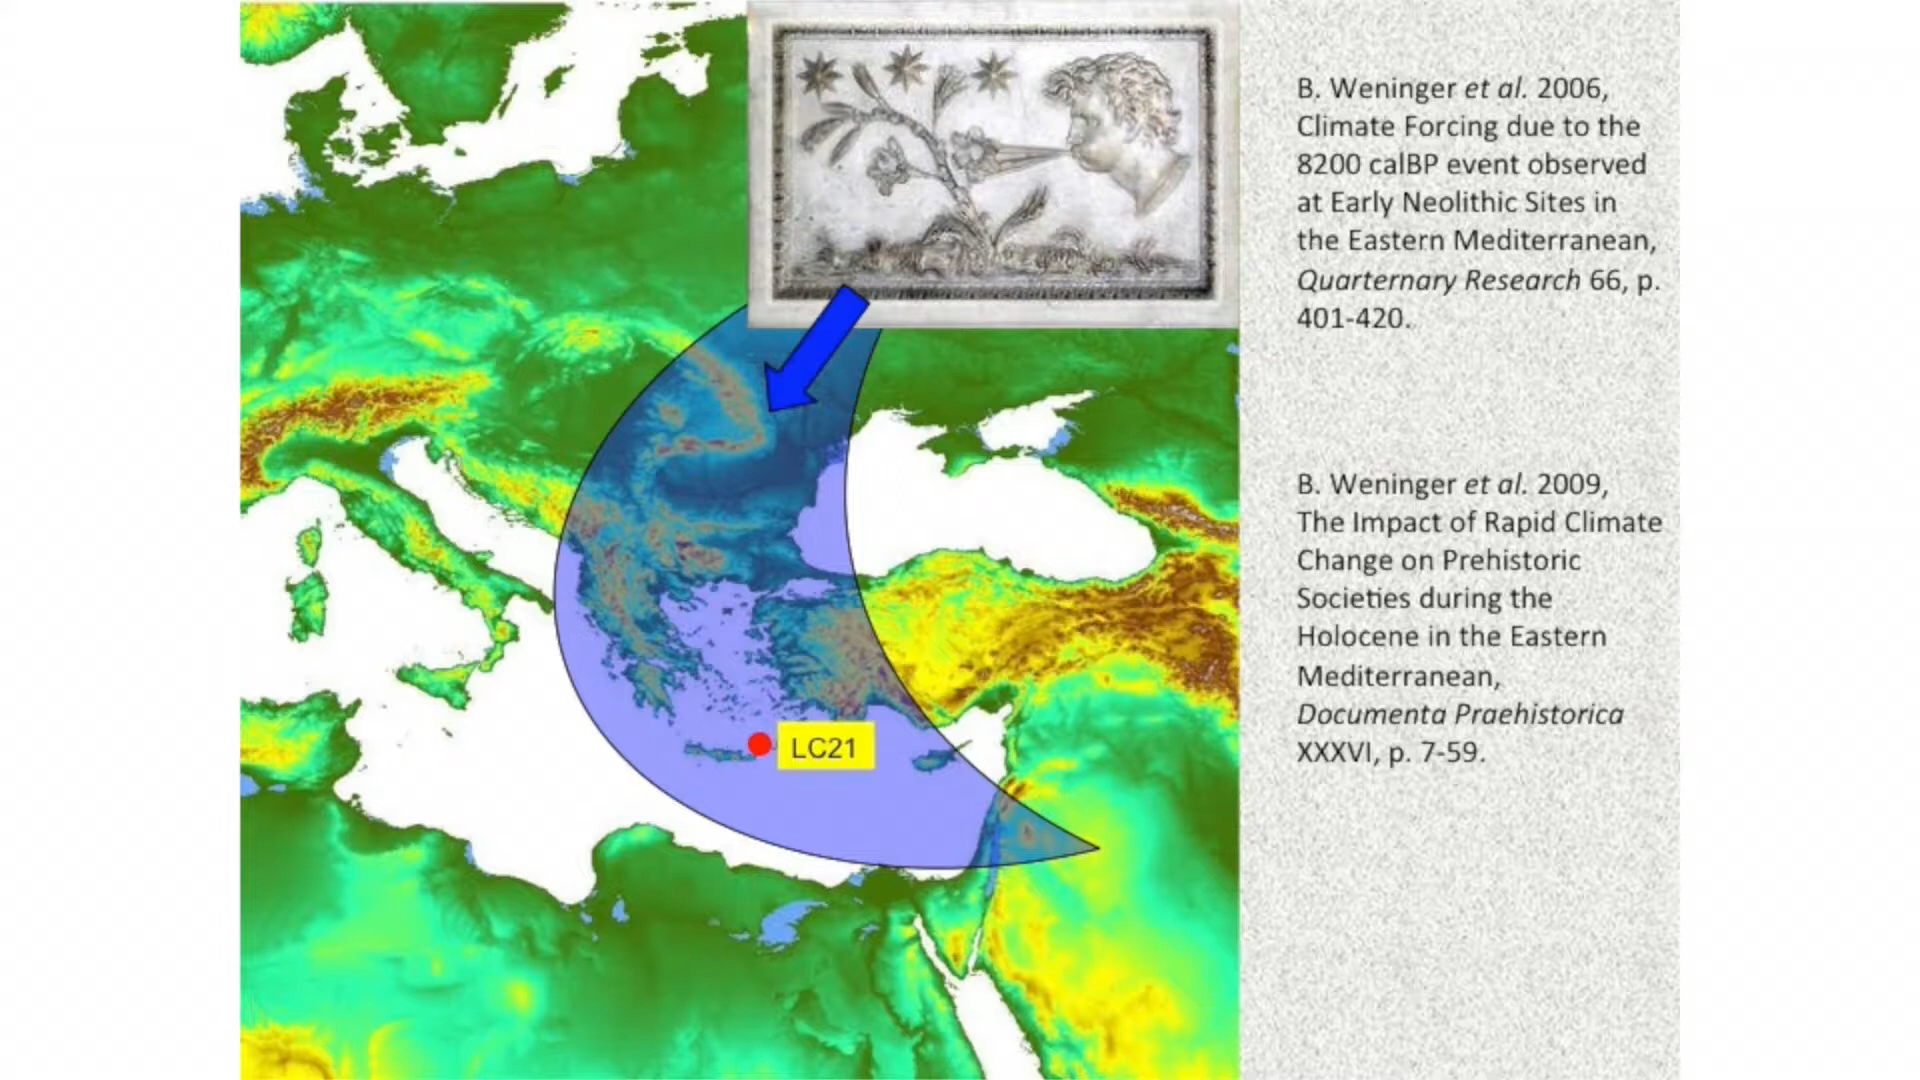 B. Weninger et al. 2006,
Climate Forcing due to the
8200 calBP event observed
at Early Neolithic Sites in
the Eastern Mediterranean,
Quarternary Research 66, p.
401-420.
B. Weninger et al. 2009,
The Impact of Rapid Climate
Change on Prehistoric
Societies during the
Holocene in the Eastern
Mediterranean,
Documenta Praehistorica
XXXVI, p. 7-59.
LC21